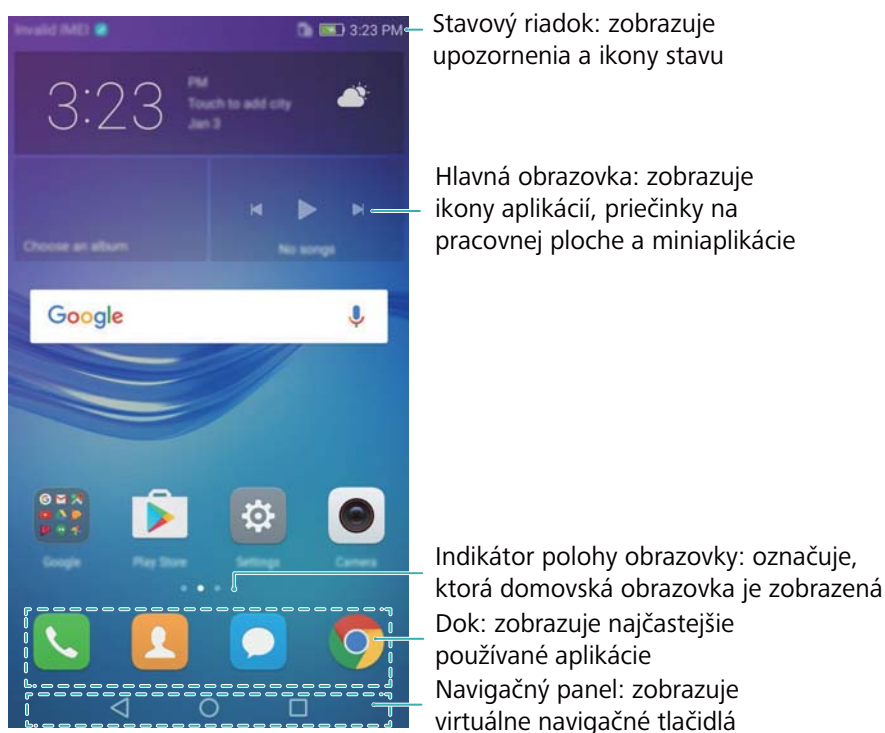 Invalid IMEI
3:23 PM
Stavový riadok: zobrazuje
upozornenia a ikony stavu
3:23
PM
Touch to add city
Jan 3
Hlavná obrazovka: zobrazuje
ikony aplikácií, priečinky na
pracovnej ploche a miniaplikácie
Choose an album
No songs
Google
Google
Play Store
Settings
Camera
Indikátor polohy obrazovky: označuje,
ktorá domovská obrazovka je zobrazená
Dok: zobrazuje najčastejšie
používané aplikácie
Navigačný panel: zobrazuje
virtuálne navigačné tlačidlá